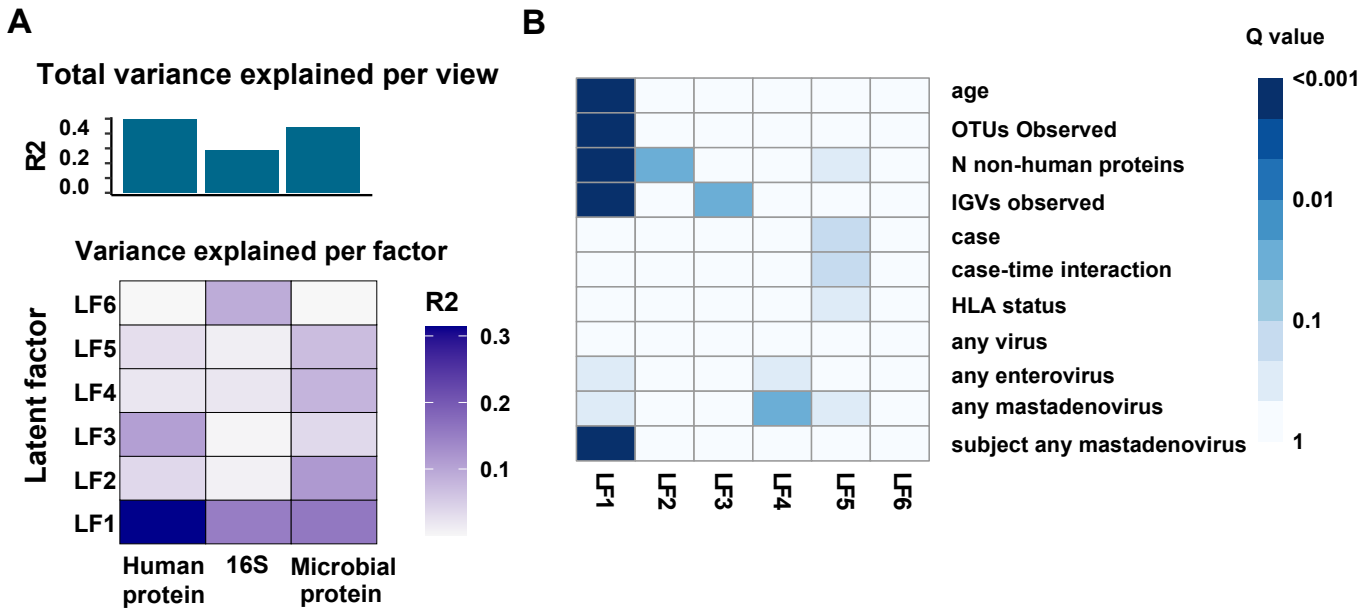 A
Total variance explained per view
R2
0.4
0.2
0.0
Variance explained per factor
Latent factor
LF6
LF5
LF4
LF3
LF2
LF1
Human protein
16S
Microbial protein
R2
0.3
0.2
0.1
B
age
OTUs Observed
N non-human proteins
IGVs observed
case
case-time interaction
HLA status
any virus
any enterovirus
any mastadenovirus
subject any mastadenovirus
LF1
LF2
LF3
LF4
LF5
LF6
Q value
<0.001
0.01
0.1
1